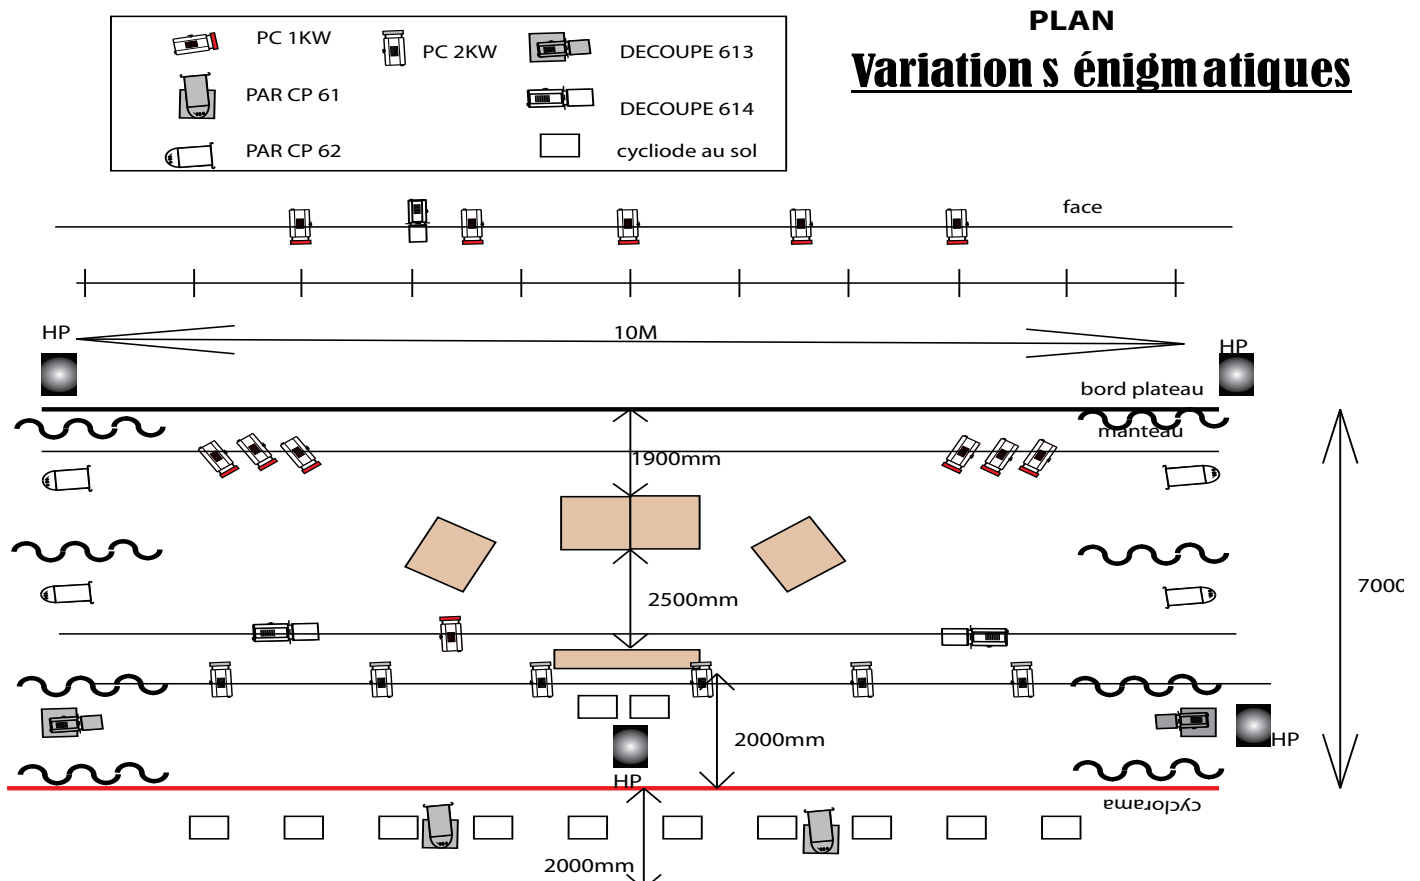 PLAN
Variation s énigmatiques
PC 1KW
PC 2KW
DECOUPE 613
PAR CP 61
DECOUPE 614
PAR CP 62
cycliode au sol
face
HP
10M
HP
bord plateau
manteau
1900mm
2500mm
7000
2000mm
HP
HP
cyclorama
2000mm